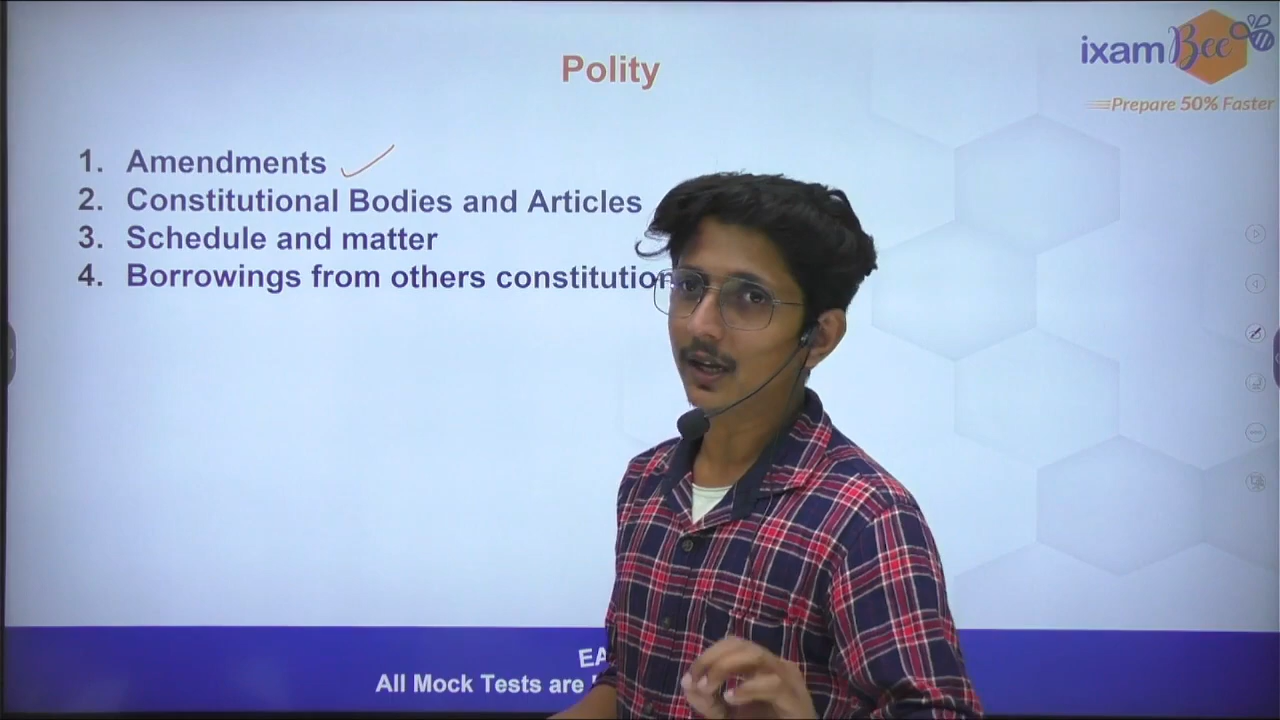 Polity
ixamBee
Prepare 50% Faster
1. Amendments
2. Constitutional Bodies and Articles
3. Schedule and matter
4. Borrowings from others constitution
All Mock Tests are